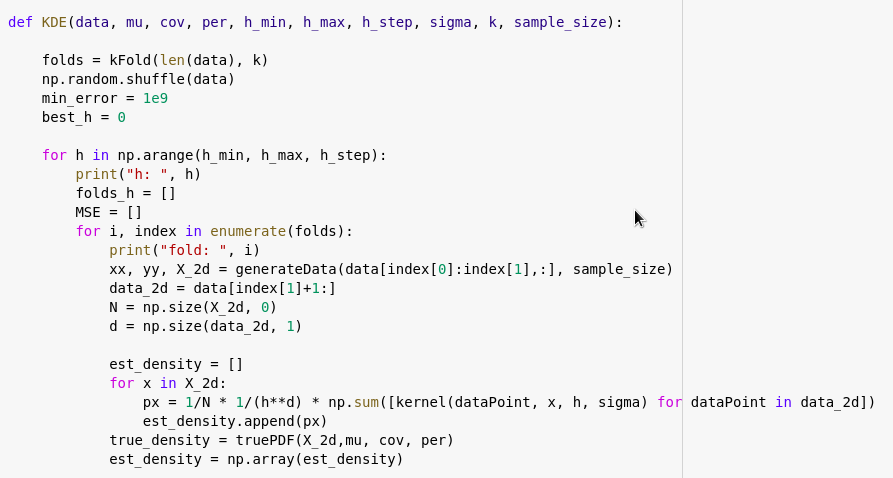 def KDE(data, mu, cov, per, h_min, h_max, h_step, sigma, k, sample_size):
    folds = kFold(len(data), k)
    np.random.shuffle(data)
    min_error = 1e9
    best_h = 0
    for h in np.arange(h_min, h_max, h_step):
        print("h: ", h)
        folds_h = []
        MSE = []
        for i, index in enumerate(folds):
            print("fold: ", i)
            xx, yy, X_2d = generateData(data[index[0]:index[1],:], sample_size)
            data_2d = data[index[1]+1:]
            N = np.size(X_2d, 0)
            d = np.size(data_2d, 1)
            est_density = []
            for x in X_2d:
                px = 1/N * 1/(h**d) * np.sum([kernel(dataPoint, x, h, sigma) for dataPoint in data_2d])
                est_density.append(px)
            true_density = truePDF(X_2d,mu, cov, per)
            est_density = np.array(est_density)